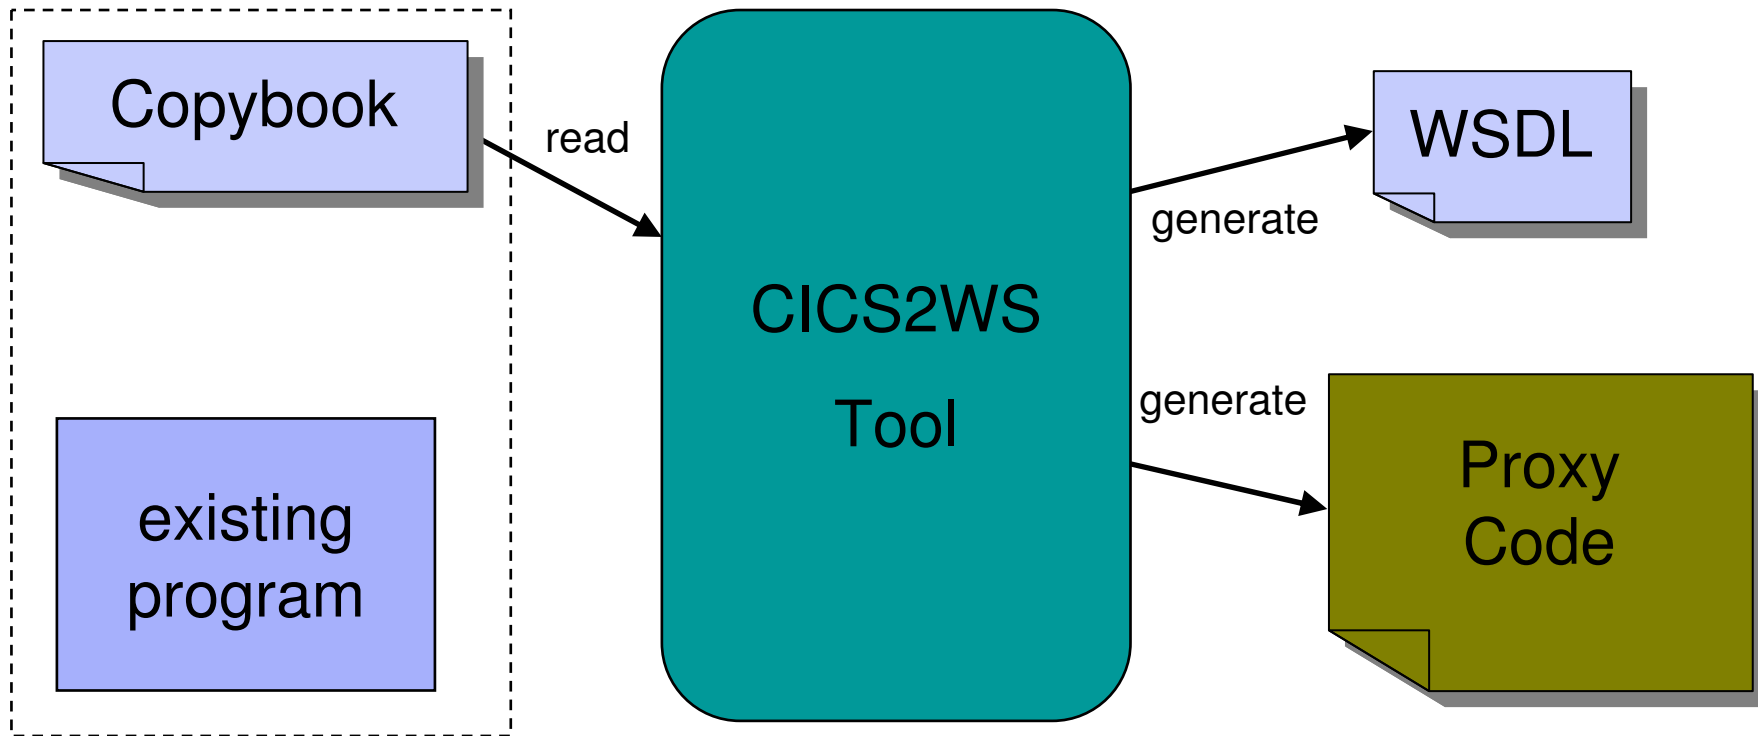 Copybook
read
existing
program
CICS2WS
Tool
generate
WSDL
generate
Proxy
Code